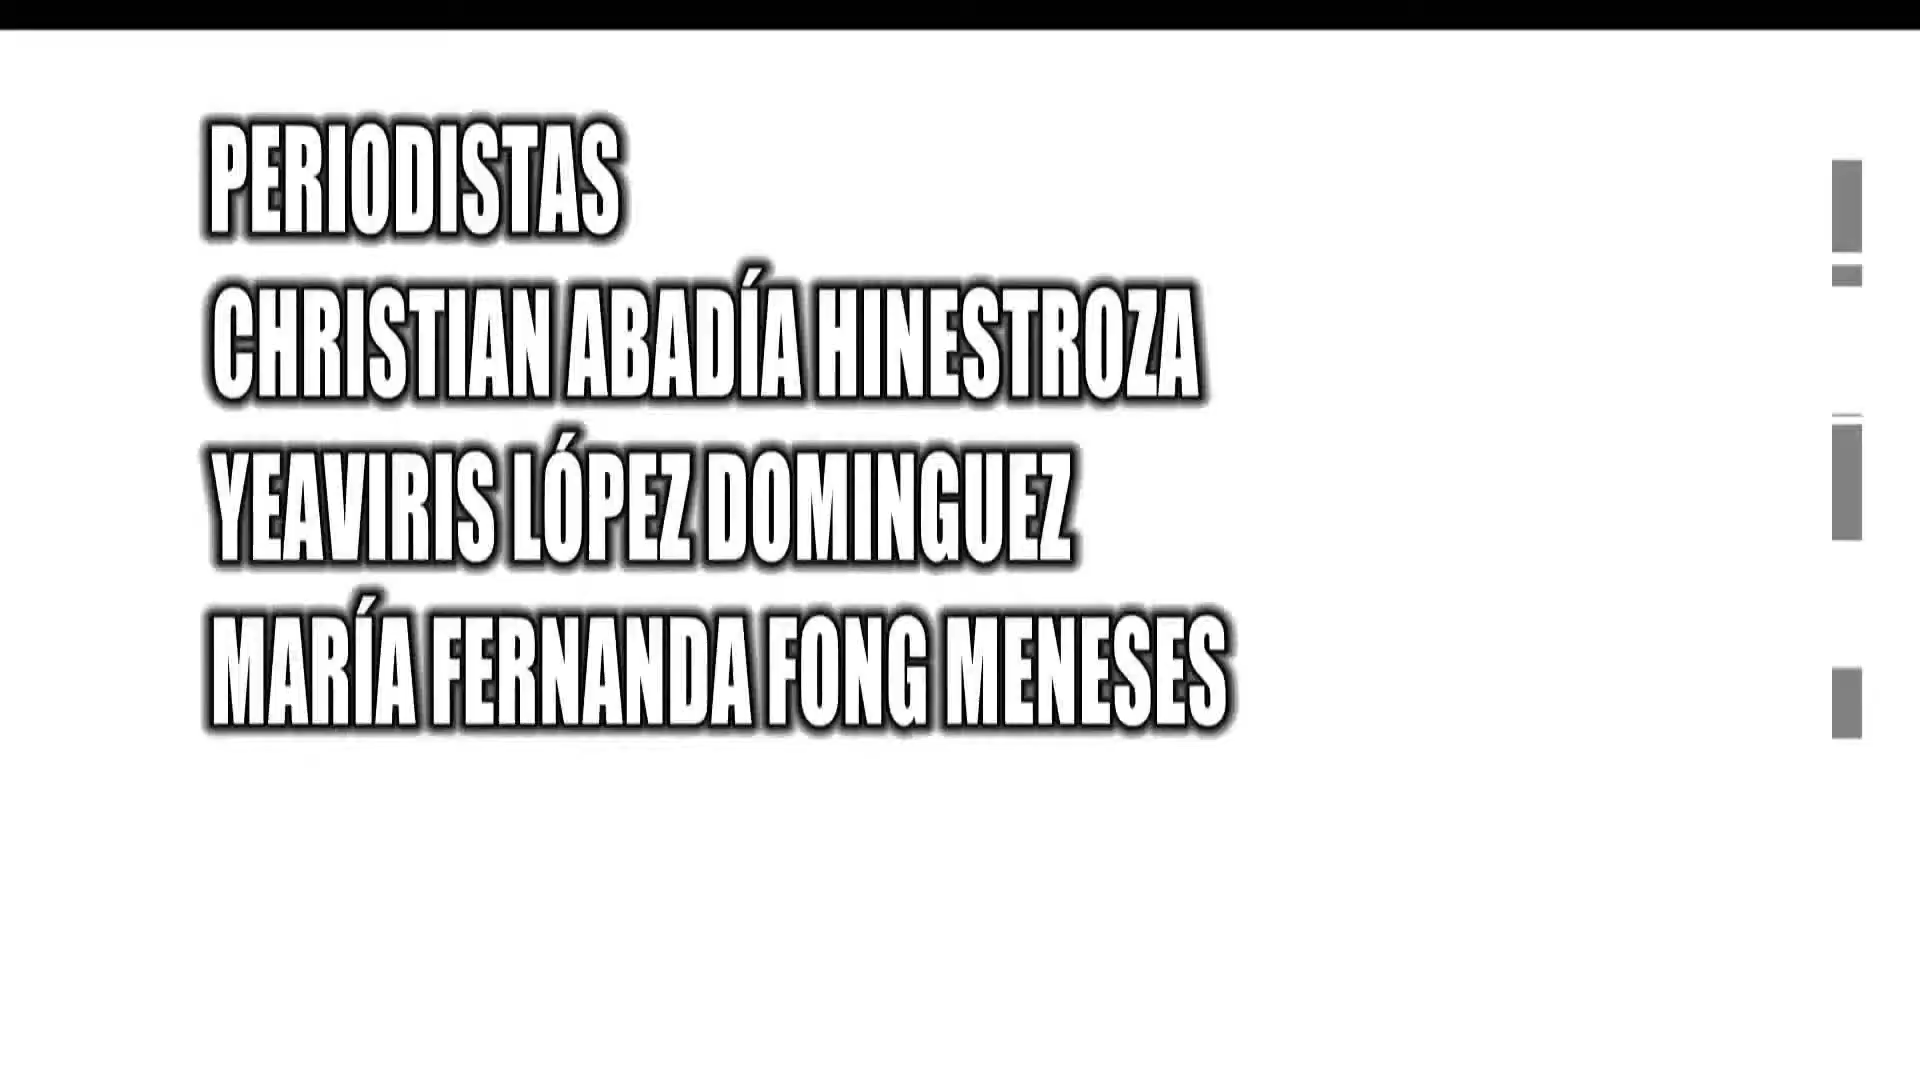 PERIODISTAS
CHRISTIAN ABADÍA HINESTROZA
YEAVIRIS LÓPEZ DOMINGUEZ
MARÍA FERNANDA FONG MENESES